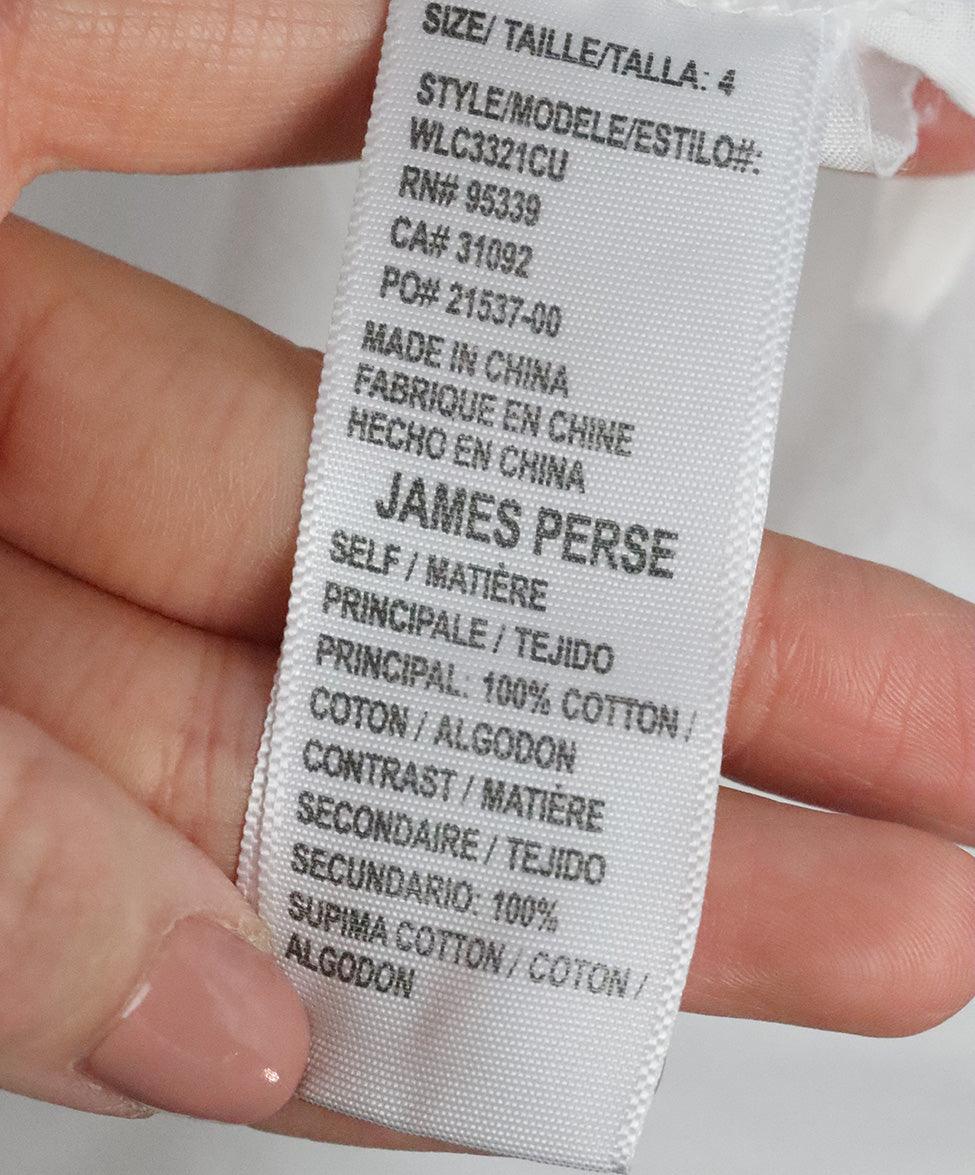 SIZE/ TAILLE/TALLA: 4
STYLE/MODELE/ESTILO#:
WLC3321CU
RN# 95339
CA# 31092
PO# 21537-00
MADE IN CHINA
FABRIQUE EN CHINE
HECHO EN CHINA
JAMES PERSE
SELF / MATIÈRE
PRINCIPALE / TEJIDO
PRINCIPAL: 100% COTTON /
COTON / ALGODON
CONTRAST / MATIÈRE
SECONDAIRE / TEJIDO
SECUNDARIO: 100%
SUPIMA COTTON / COTON /
ALGODON